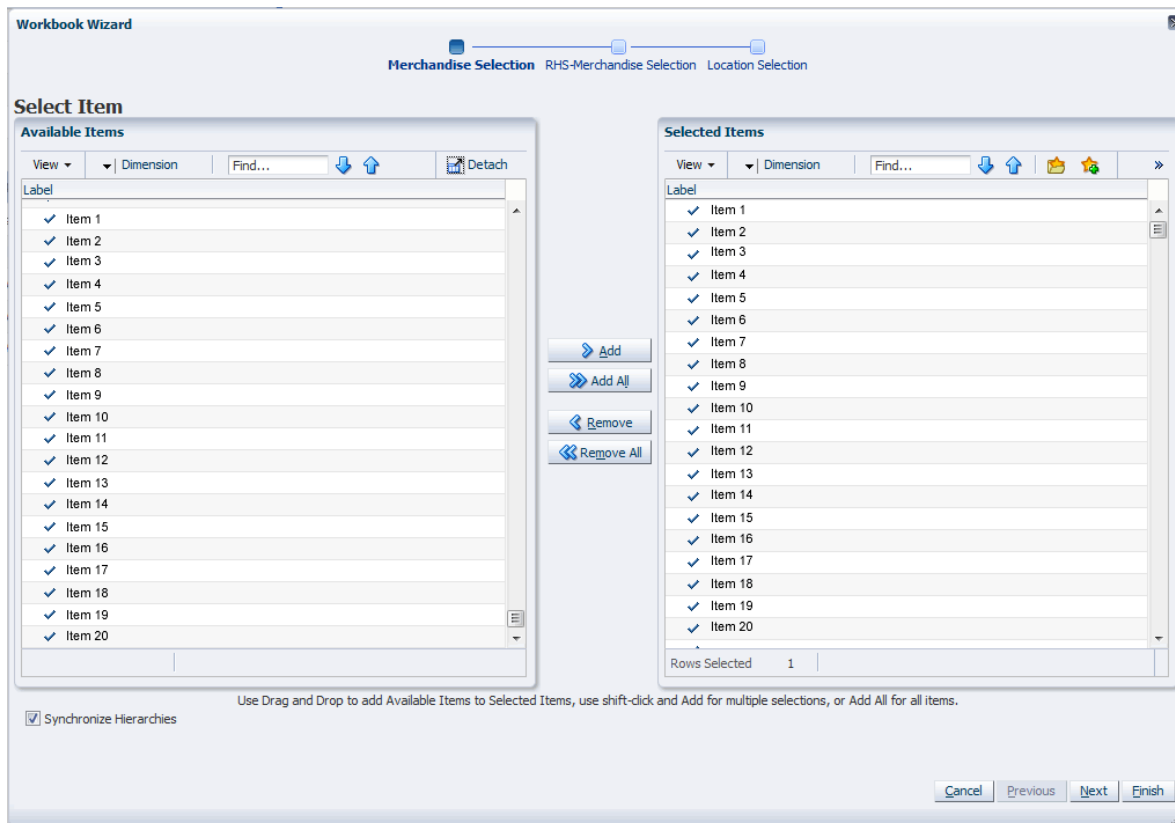 Workbook Wizard
Merchandise Selection RHS-Merchandise Selection Location Selection
Select Item
Available Items
View Dimension Find... Detach
Label
Item 1
Item 2
Item 3
Item 4
Item 5
Item 6
Item 7
Item 8
Item 9
Item 10
Item 11
Item 12
Item 13
Item 14
Item 15
Item 16
Item 17
Item 18
Item 19
Item 20
Add
Add All
Remove
Remove All
Selected Items
View Dimension Find... »
Label
Item 1
Item 2
Item 3
Item 4
Item 5
Item 6
Item 7
Item 8
Item 9
Item 10
Item 11
Item 12
Item 13
Item 14
Item 15
Item 16
Item 17
Item 18
Item 19
Item 20
Rows Selected 1
Use Drag and Drop to add Available Items to Selected Items, use shift-click and Add for multiple selections, or Add All for all items.
Synchronize Hierarchies
Cancel Previous Next Finish